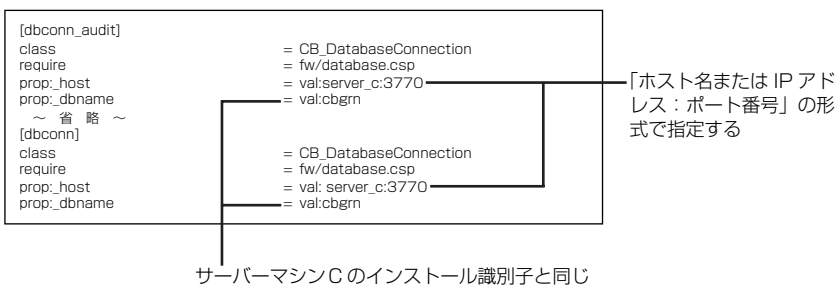 [dbconn_audit]
class = CB_DatabaseConnection
require = fw/database.csp
prop:_host = val:server_c:3770
prop:_dbname = val:cbgrn
～ 省 略 ～
[dbconn]
class = CB_DatabaseConnection
require = fw/database.csp
prop:_host = val: server_c:3770
prop:_dbname = val:cbgrn
「ホスト名または IP アド
レス：ポート番号」の形
式で指定する
サーバーマシン C のインストール識別子と同じ